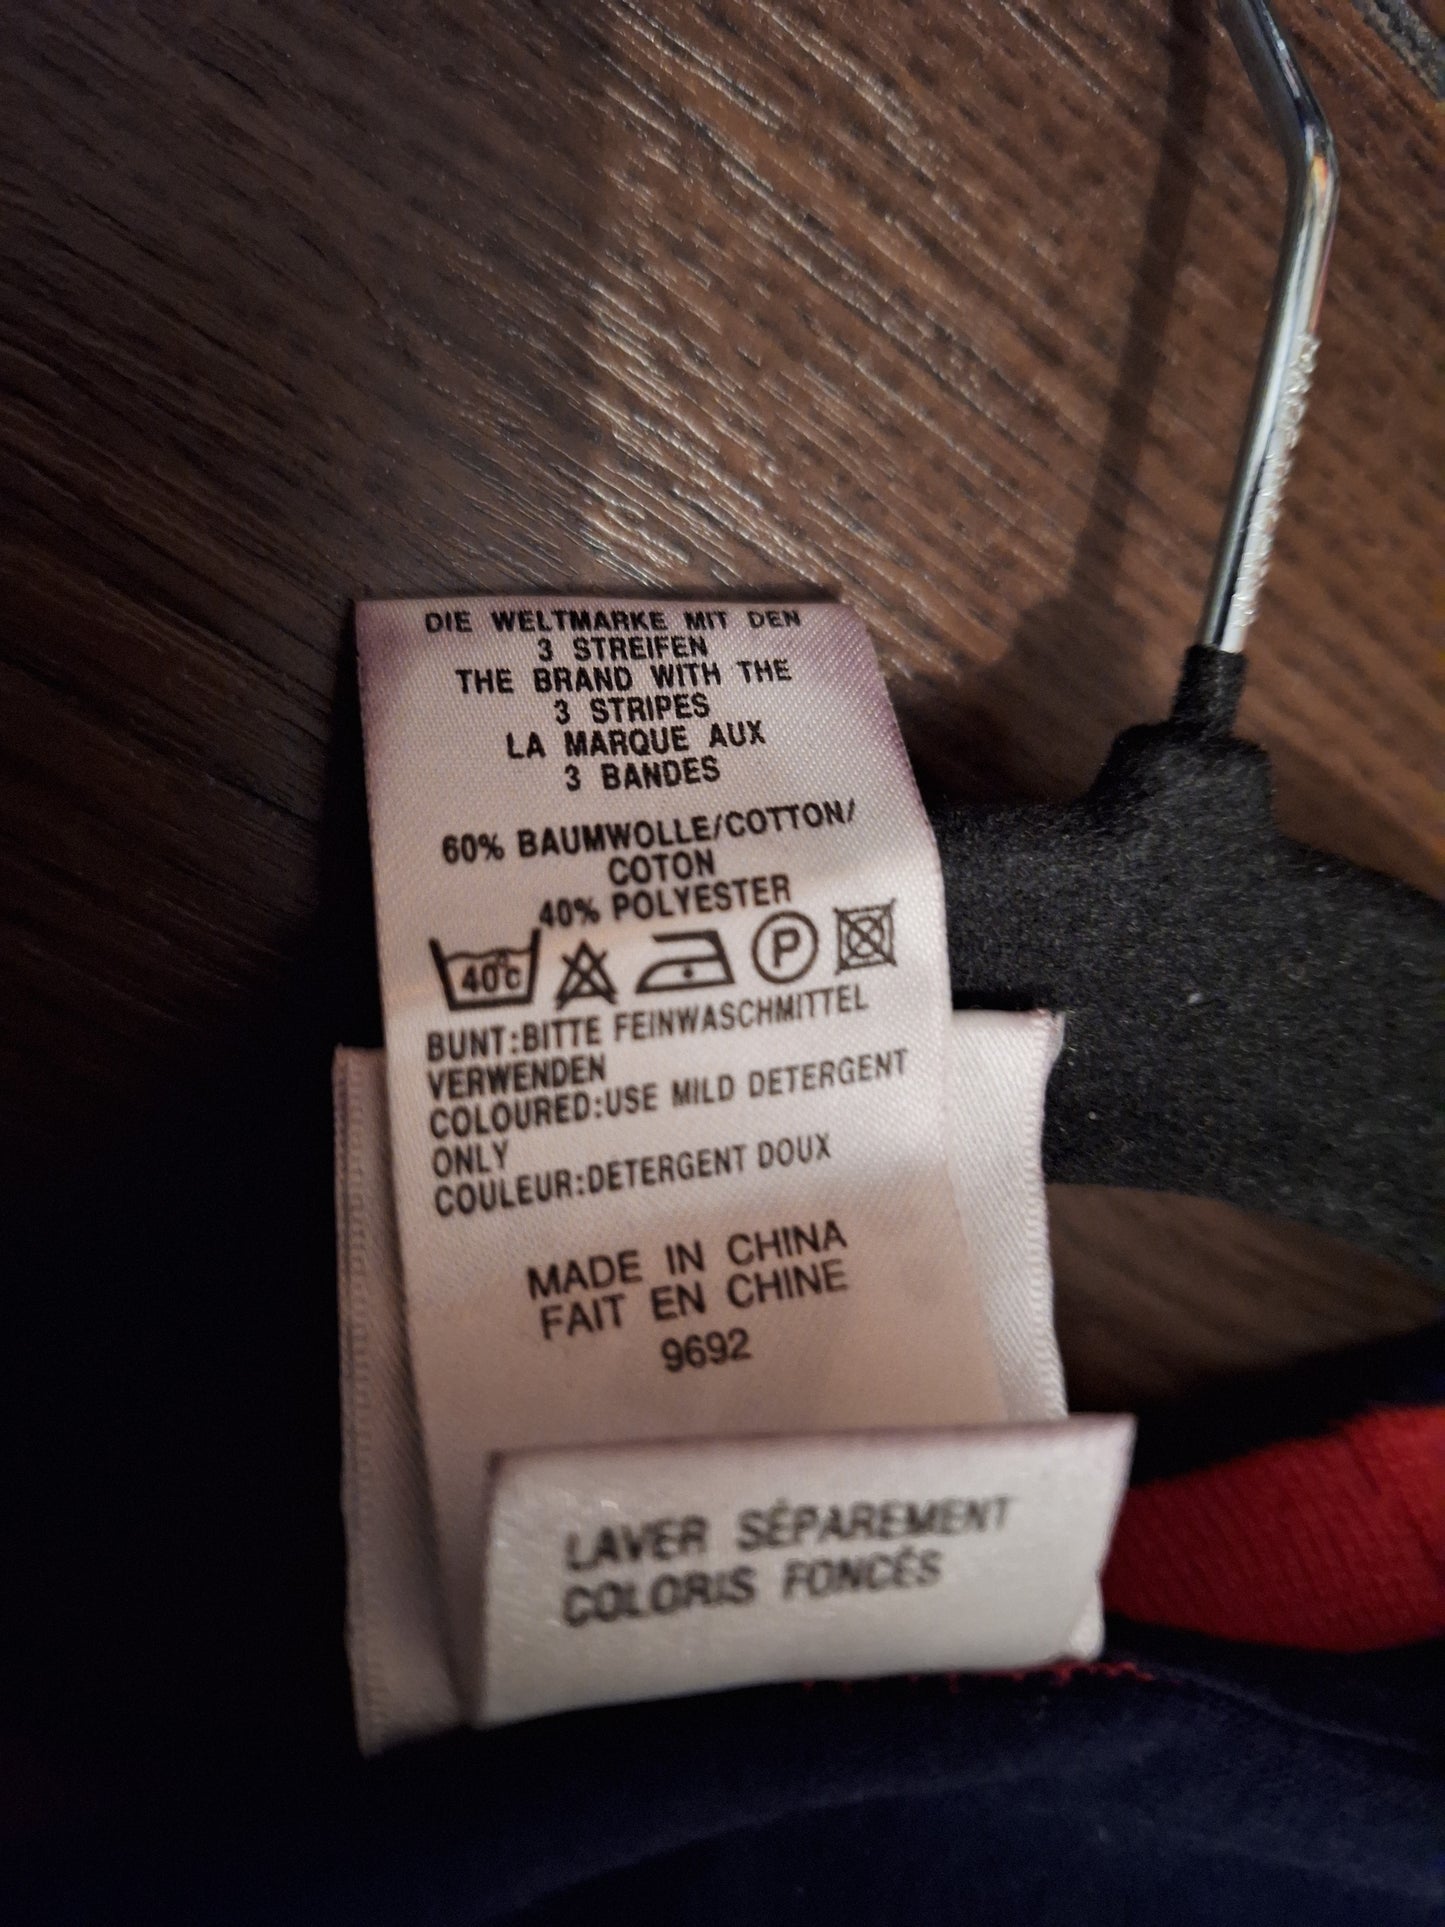 DIE WELTMARKE MIT DEN
3 STREIFEN
THE BRAND WITH THE
3 STRIPES
LA MARQUE AUX
3 BANDES
60% BAUMWOLLE/COTTON/
COTON
40% POLYESTER
40°C P
BUNT:BITTE FEINWASCHMITTEL
VERWENDEN
COLOURED:USE MILD DETERGENT
ONLY
COULEUR:DETERGENT DOUX
MADE IN CHINA
FAIT EN CHINE
9692
LAVER SÉPAREMENT
COLORIS FONCÉS